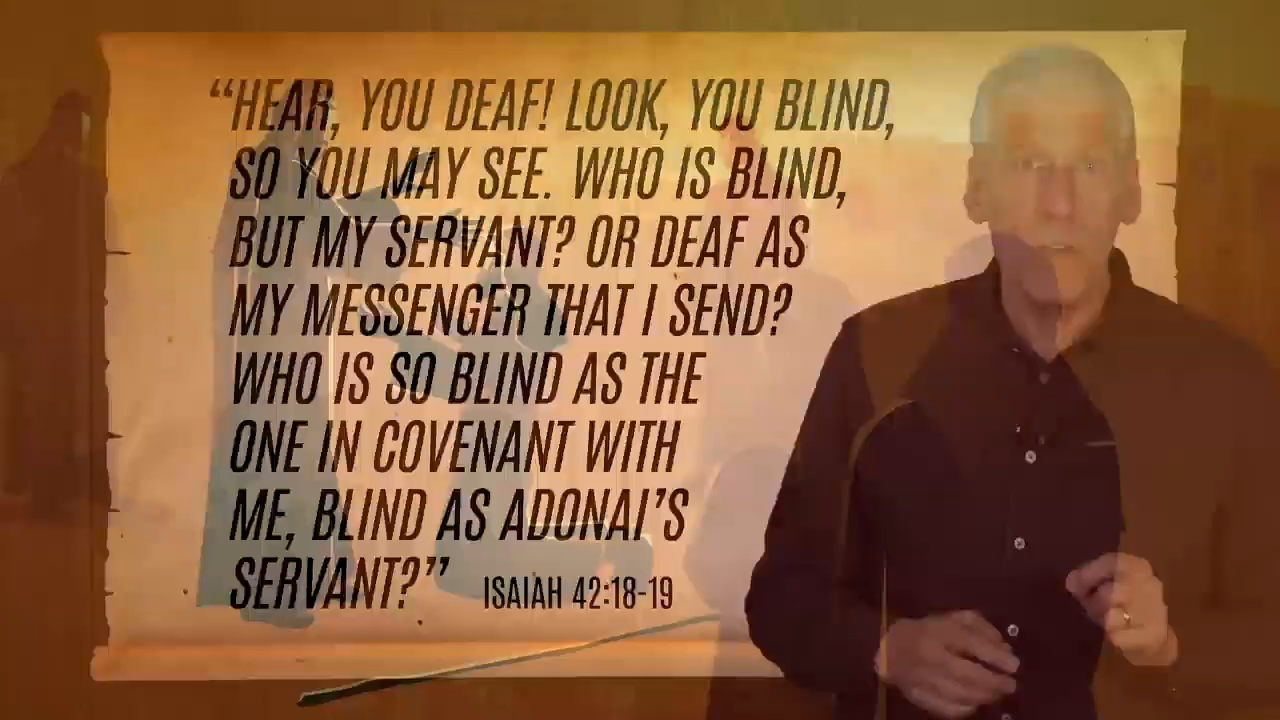 “HEAR, YOU DEAF! LOOK, YOU BLIND,
SO YOU MAY SEE. WHO IS BLIND,
BUT MY SERVANT? OR DEAF AS
MY MESSENGER THAT I SEND?
WHO IS SO BLIND AS THE
ONE IN COVENANT WITH
ME, BLIND AS ADONAI’S
SERVANT?” ISAIAH 42:18-19